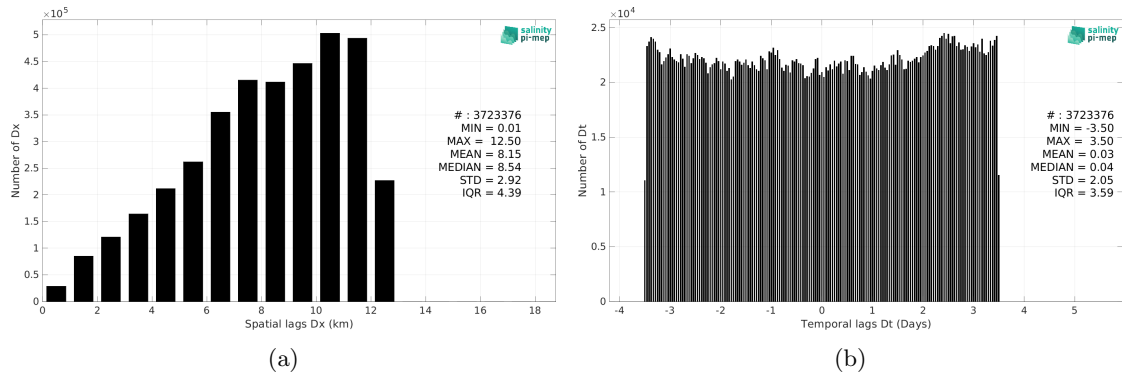 ×10⁵
5
4.5
4
3.5
3
2.5
2
1.5
1
0.5
0
0 2 4 6 8 10 12 14 16 18
Number of Dx
Spatial lags Dx (km)
salinity
pi-mep
# : 3723376
MIN = 0.01
MAX = 12.50
MEAN = 8.15
MEDIAN = 8.54
STD = 2.92
IQR = 4.39
(a)
×10⁴
2.5
2
1.5
1
0.5
0
-4 -3 -2 -1 0 1 2 3 4 5
Number of Dt
Temporal lags Dt (Days)
salinity
pi-mep
# : 3723376
MIN = -3.50
MAX = 3.50
MEAN = 0.03
MEDIAN = 0.04
STD = 2.05
IQR = 3.59
(b)